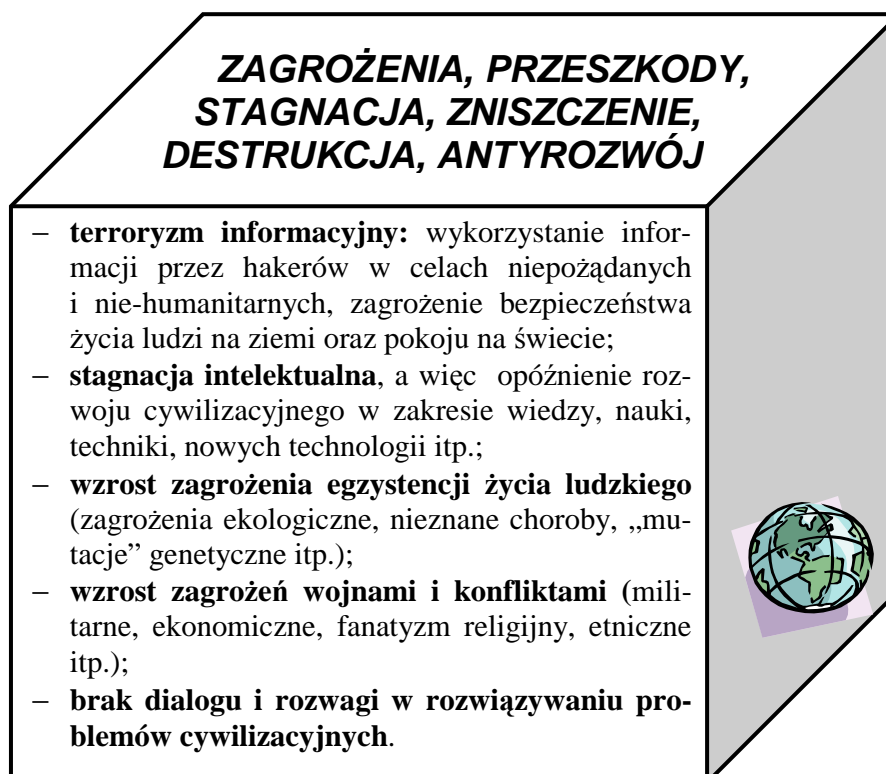 ZAGROŻENIA, PRZESZKODY,
STAGNACJA, ZNISZCZENIE,
DESTRUKCJA, ANTYROZWÓJ
– terroryzm informacyjny: wykorzystanie infor-
macji przez hakerów w celach niepożądanych
i nie-humanitarnych, zagrożenie bezpieczeństwa
życia ludzi na ziemi oraz pokoju na świecie;
– stagnacja intelektualna, a więc opóźnienie roz-
woju cywilizacyjnego w zakresie wiedzy, nauki,
techniki, nowych technologii itp.;
– wzrost zagrożenia egzystencji życia ludzkiego
(zagrożenia ekologiczne, nieznane choroby, „mu-
tacje” genetyczne itp.);
– wzrost zagrożeń wojnami i konfliktami (mili-
tarne, ekonomiczne, fanatyzm religijny, etniczne
itp.);
– brak dialogu i rozwagi w rozwiązywaniu pro-
blemów cywilizacyjnych.